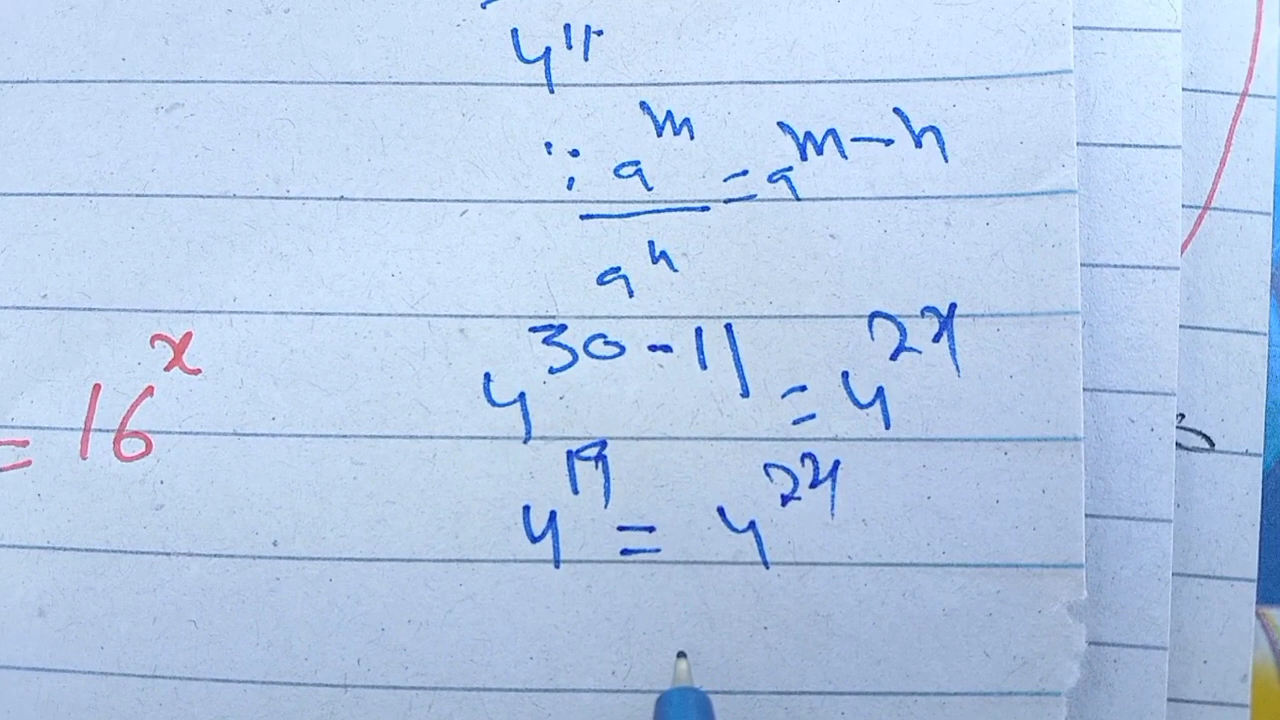 4^11
∵ a^m / a^n = a^(m-n)
4^(30-11) = 4^(2x)
= 16^x
4^19 = 4^(2x)